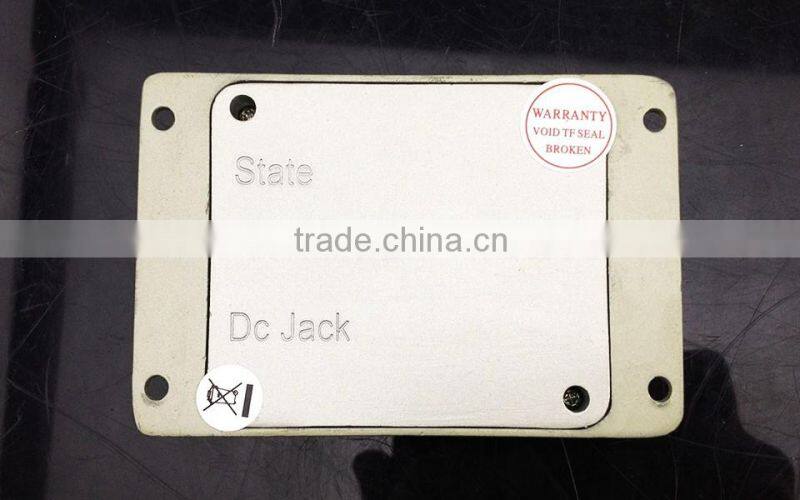 WARRANTY
VOID TF SEAL
BROKEN
State
trade.china.cn
Dc Jack